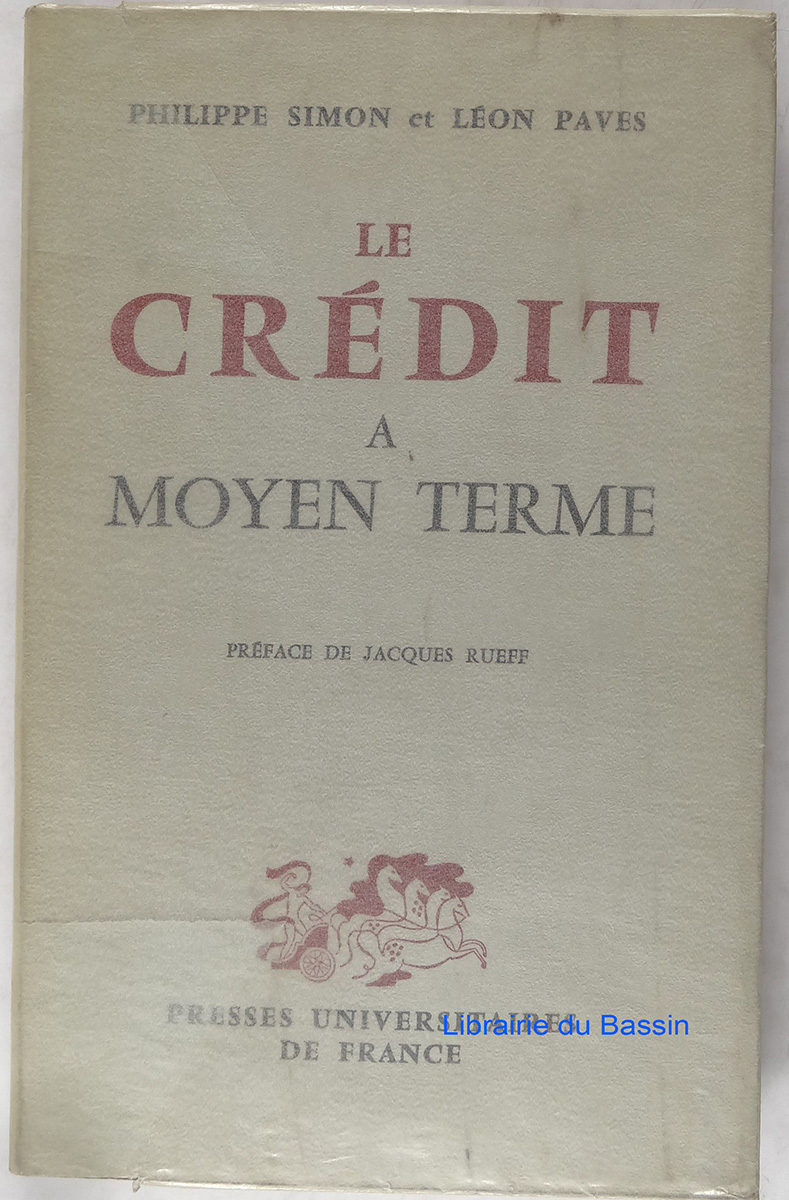 PHILIPPE SIMON et LÉON PAVES
LE
CRÉDIT
A
MOYEN TERME
PRÉFACE DE JACQUES RUEFF
PRESSES UNIVERSITAIRES
Librairie du Bassin
DE FRANCE